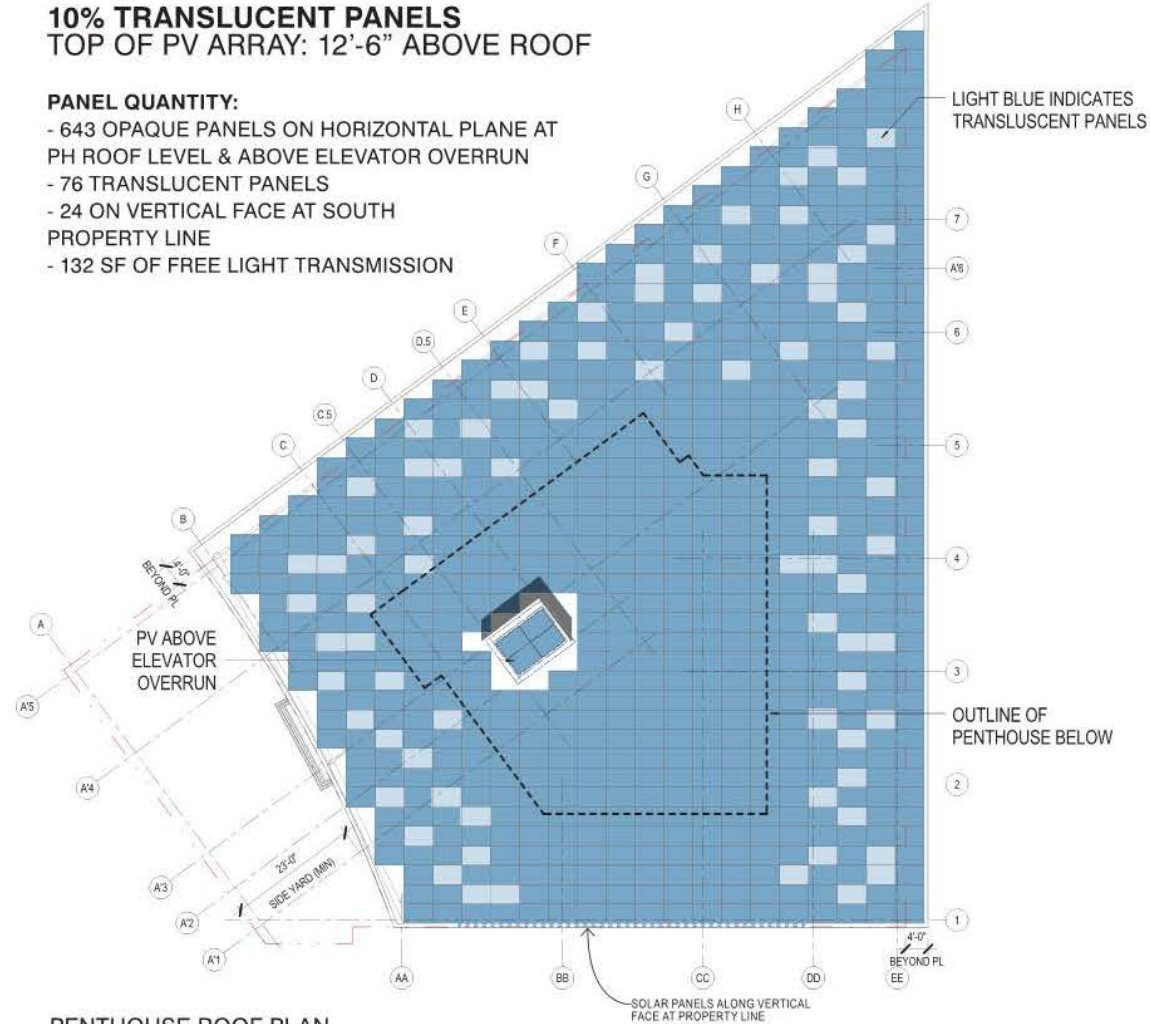 10% TRANSLUCENT PANELS
TOP OF PV ARRAY: 12'-6" ABOVE ROOF
PANEL QUANTITY:
- 643 OPAQUE PANELS ON HORIZONTAL PLANE AT
PH ROOF LEVEL & ABOVE ELEVATOR OVERRUN
- 76 TRANSLUCENT PANELS
- 24 ON VERTICAL FACE AT SOUTH
PROPERTY LINE
- 132 SF OF FREE LIGHT TRANSMISSION
LIGHT BLUE INDICATES
TRANSLUSCENT PANELS
H
G
F
E
D.5
D
C.5
C
B
A
7
A'6
6
5
4
3
2
1
4'-0"
BEYOND PL
PV ABOVE
ELEVATOR
OVERRUN
OUTLINE OF
PENTHOUSE BELOW
A'5
A'4
A'3
A'2
A'1
23'-0"
SIDE YARD (MIN)
AA
BB
CC
DD
EE
4'-0"
BEYOND PL
SOLAR PANELS ALONG VERTICAL
FACE AT PROPERTY LINE
PENTHOUSE ROOF PLAN